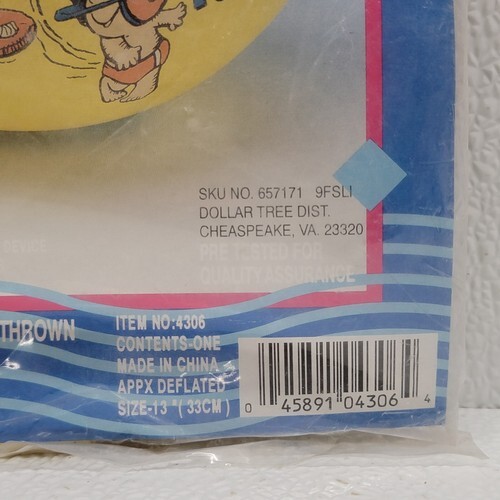 SKU NO. 657171 9FSLI
DOLLAR TREE DIST.
CHEASPEAKE, VA. 23320
DEVICE
PRE TESTED FOR
QUALITY ASSURANCE
THROWN
ITEM NO:4306
CONTENTS-ONE
MADE IN CHINA
APPX DEFLATED
SIZE-13 "( 33CM )
0 45891 04306 4